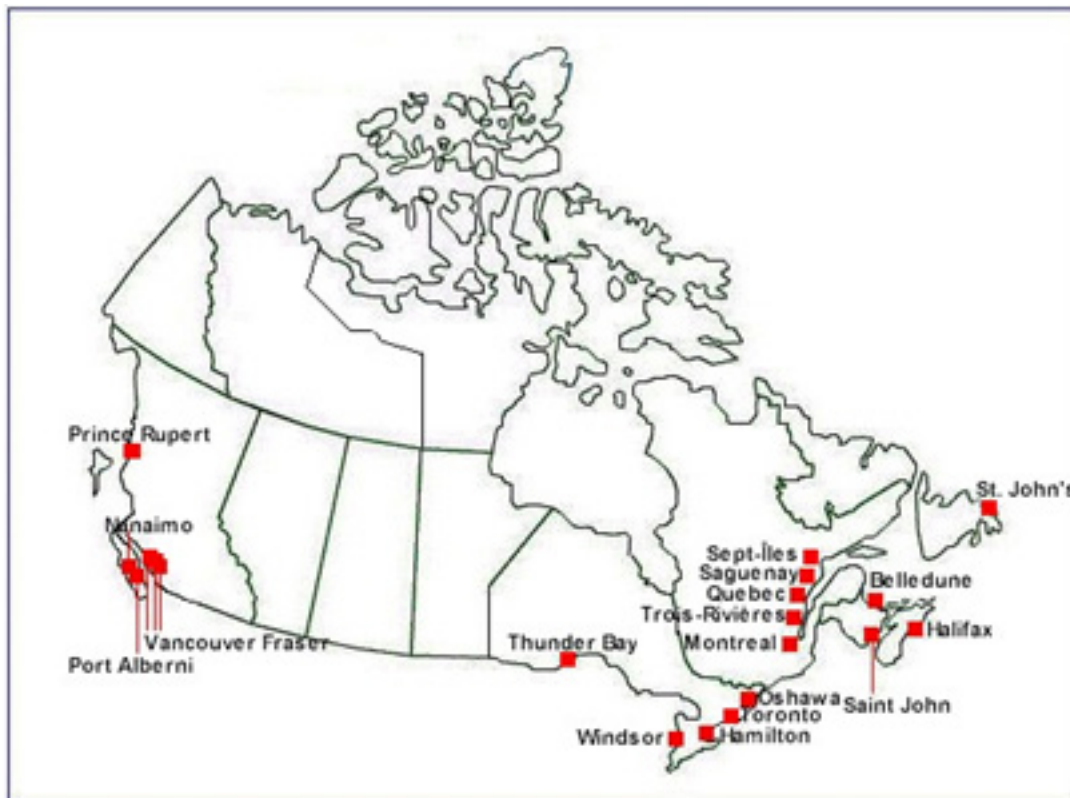 Prince Rupert
Nanaimo
Vancouver Fraser
Port Alberni
Thunder Bay
Windsor
Hamilton
Toronto
Oshawa
Montreal
Trois-Rivières
Quebec
Saguenay
Sept-Îles
St. John's
Belledune
Halifax
Saint John